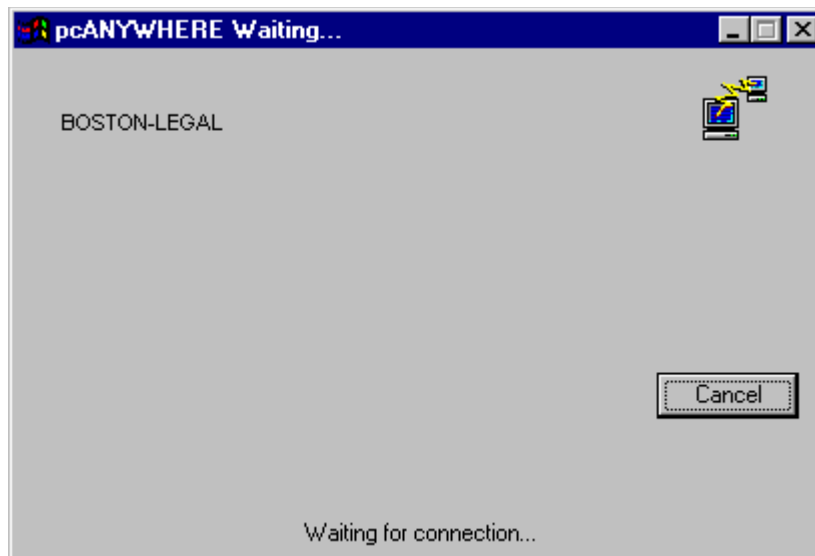 pcANYWHERE Waiting...
BOSTON-LEGAL
Cancel
Waiting for connection...